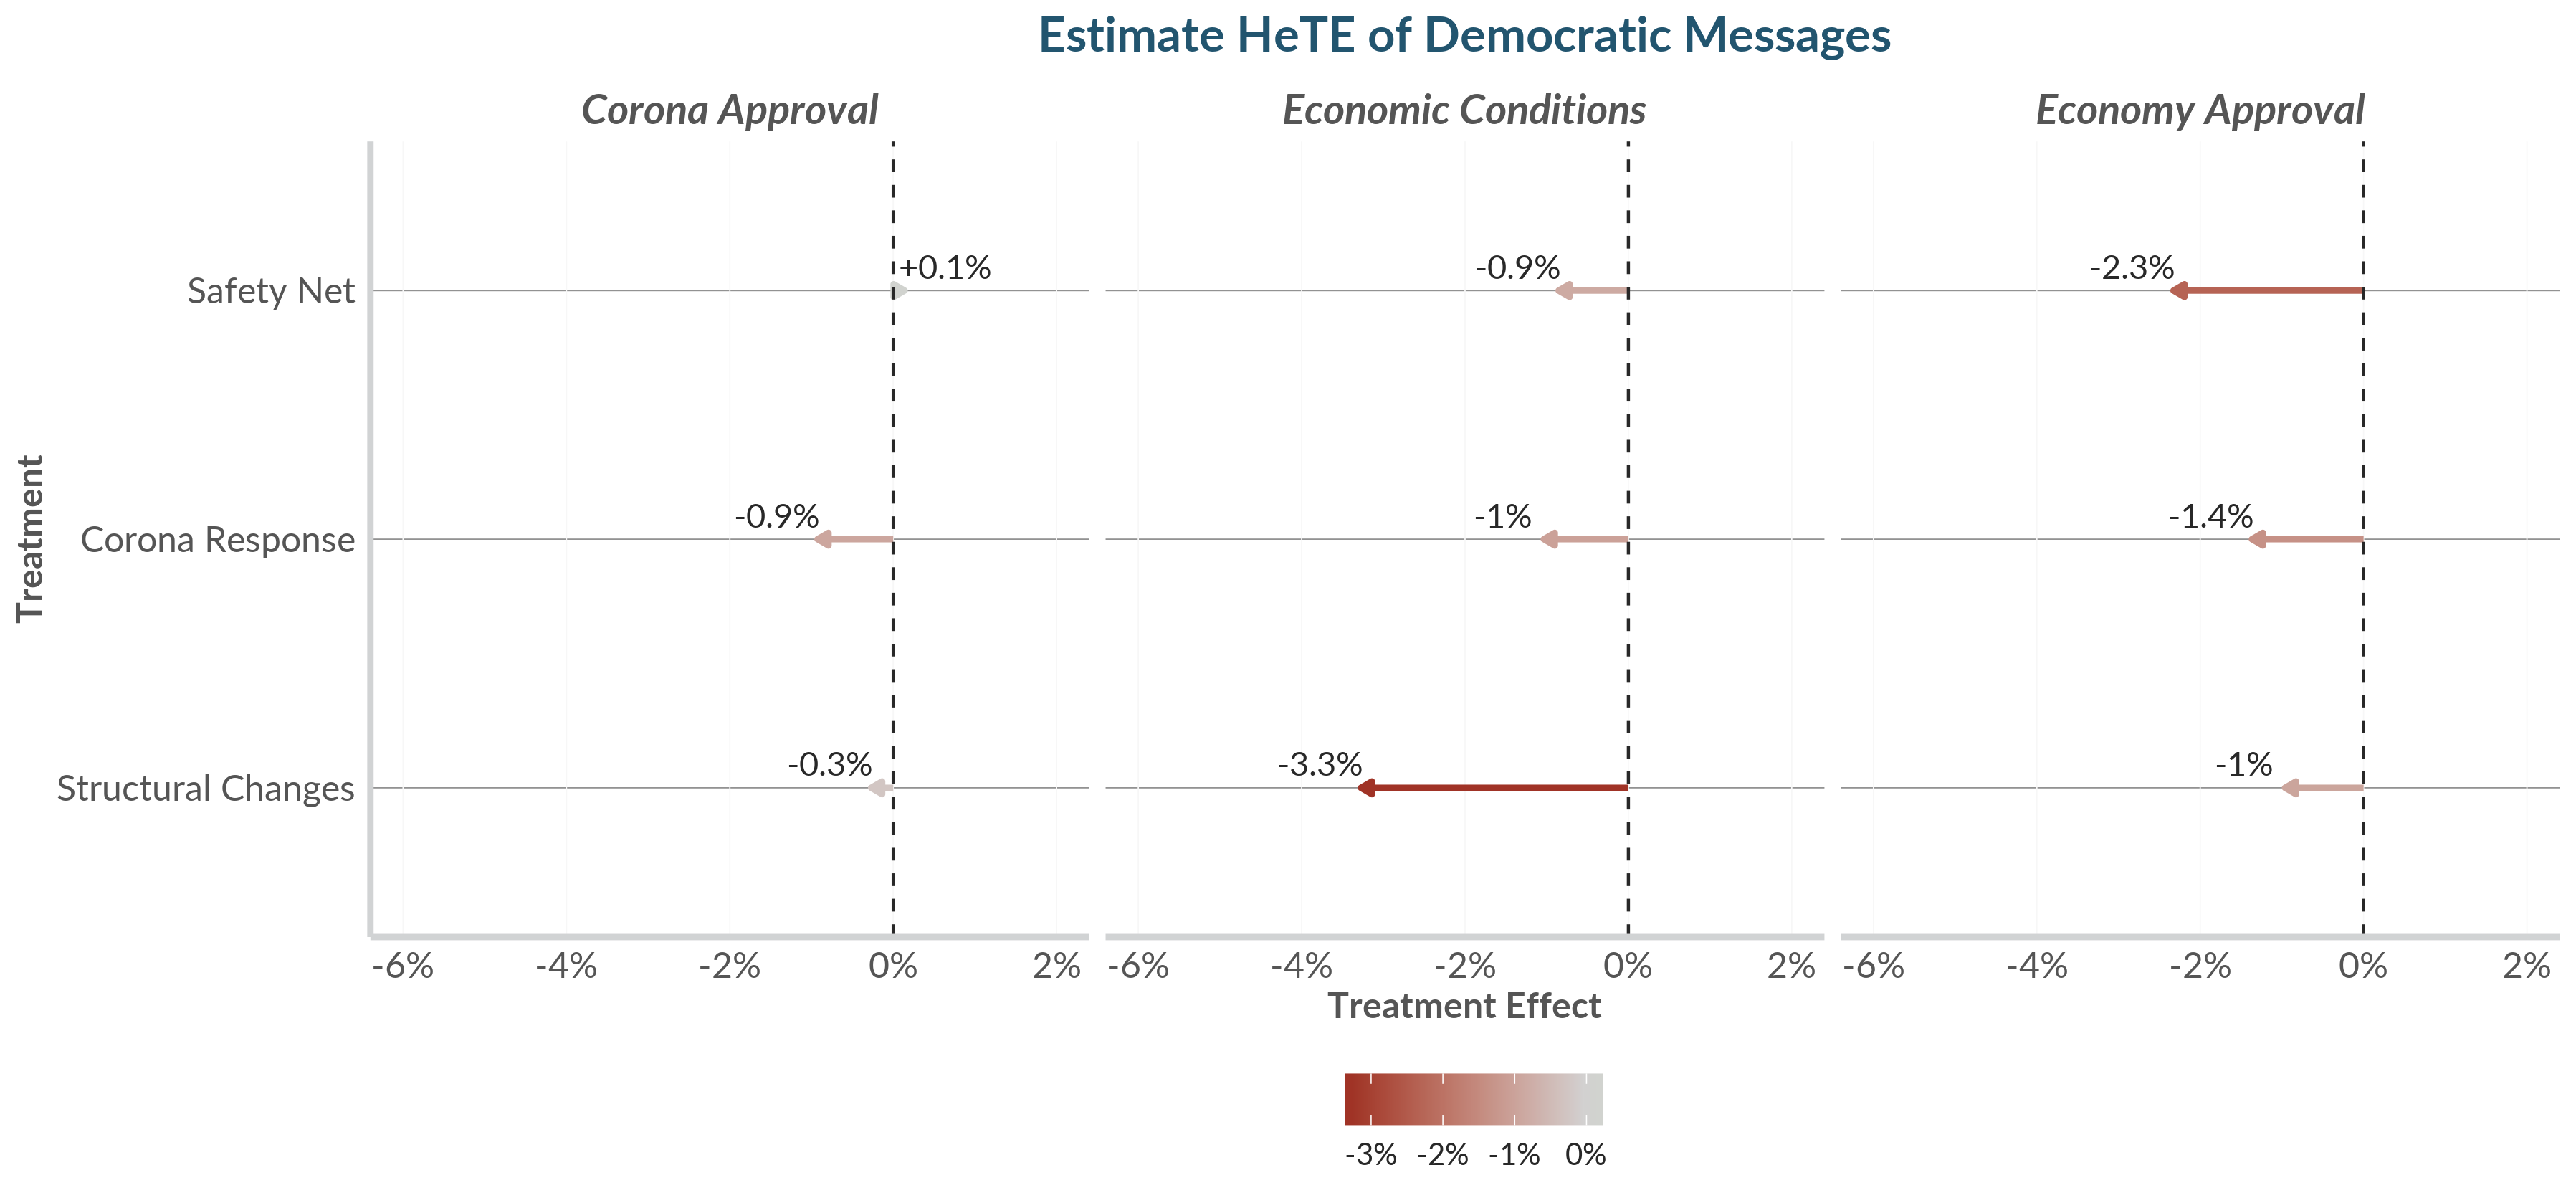 Estimate HeTE of Democratic Messages
Corona Approval
Economic Conditions
Economy Approval
Treatment
Safety Net
+0.1%
-0.9%
-2.3%
Corona Response
-0.9%
-1%
-1.4%
Structural Changes
-0.3%
-3.3%
-1%
-6% -4% -2% 0% 2%
-6% -4% -2% 0% 2%
-6% -4% -2% 0% 2%
Treatment Effect
-3% -2% -1% 0%